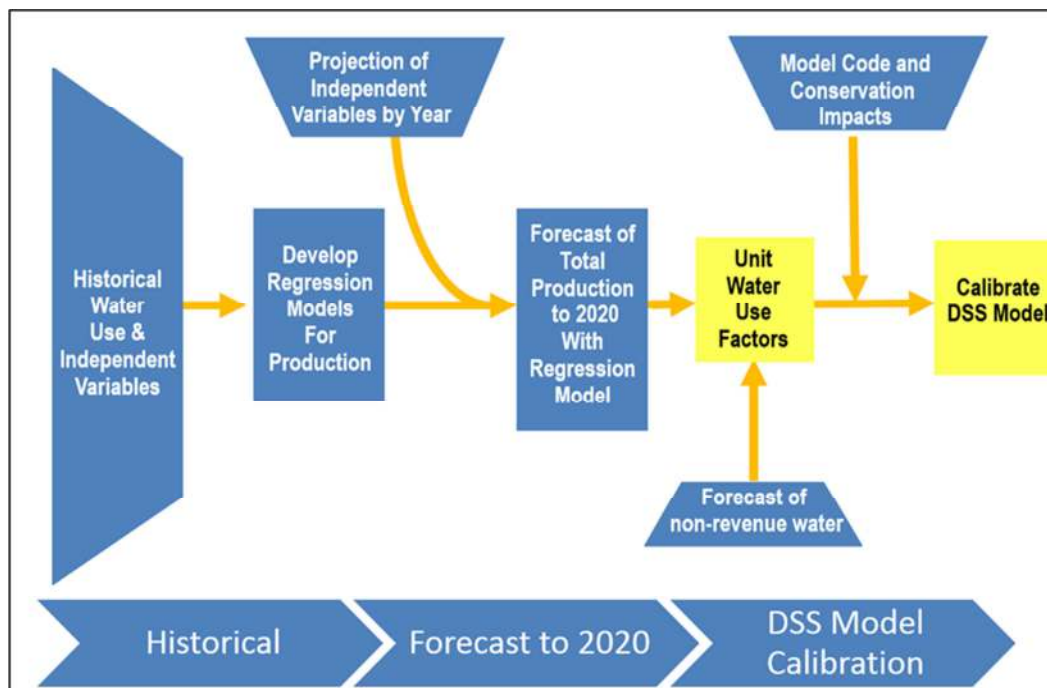 Projection of
Independent
Variables by Year
Model Code and
Conservation
Impacts
Historical
Water
Use &
Independent
Variables
Develop
Regression
Models
For
Production
Forecast of
Total
Production
to 2020
With
Regression
Model
Unit
Water
Use
Factors
Calibrate
DSS Model
Forecast of
non-revenue water
Historical
Forecast to 2020
DSS Model
Calibration